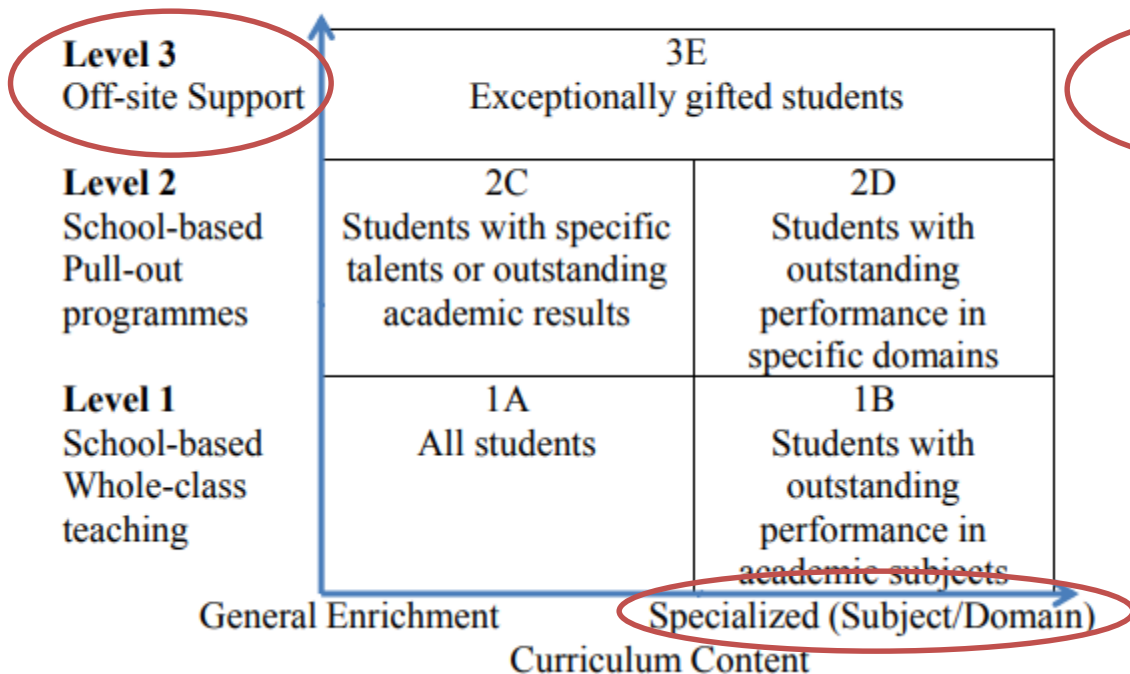 Level 3
Off-site Support
3E
Exceptionally gifted students
Level 2
School-based
Pull-out
programmes
2C
Students with specific
talents or outstanding
academic results
2D
Students with
outstanding
performance in
specific domains
Level 1
School-based
Whole-class
teaching
1A
All students
1B
Students with
outstanding
performance in
academic subjects
General Enrichment
Specialized (Subject/Domain)
Curriculum Content